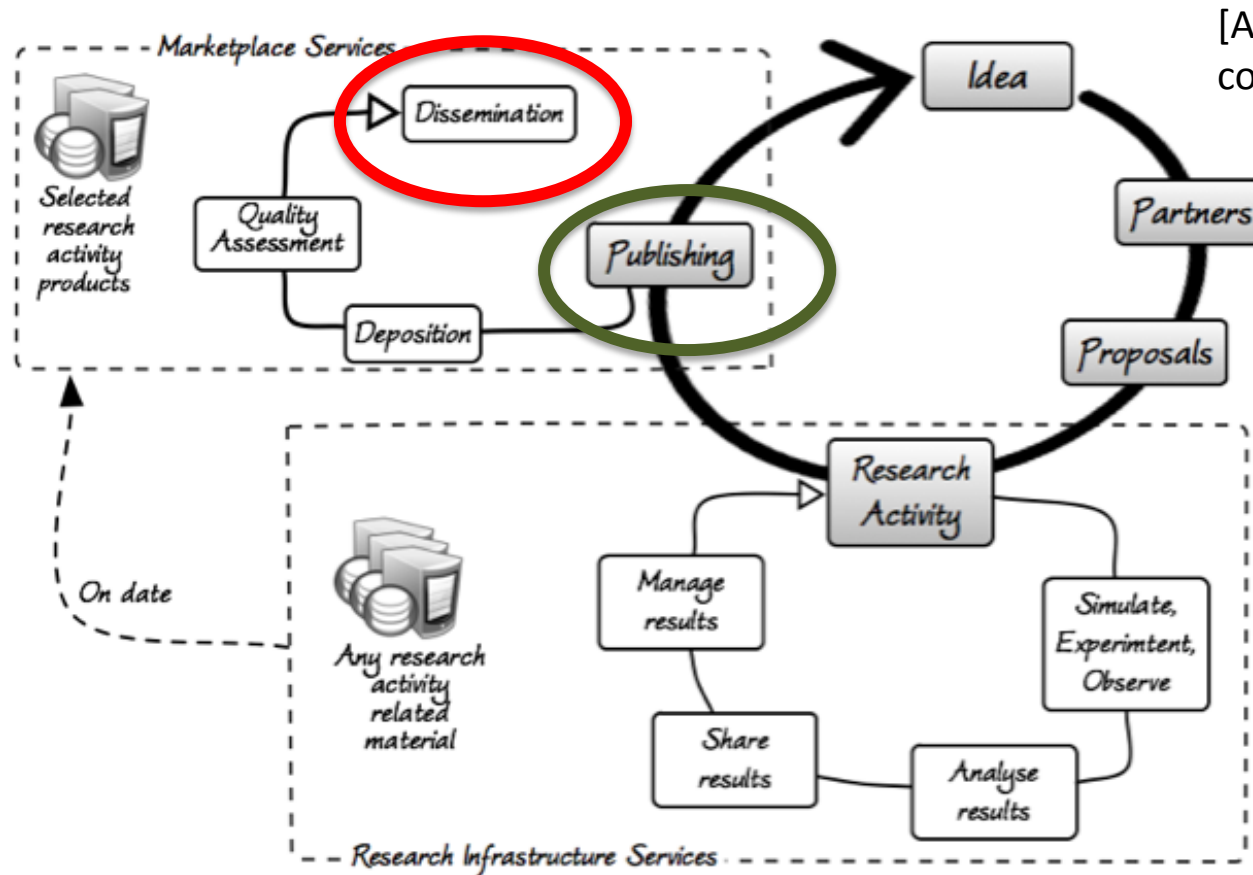 [A
co
Marketplace Services
Idea
Dissemination
Selected
research
activity
products
Quality
Assessment
Partners
Publishing
Deposition
Proposals
Research
Activity
On date
Any research
activity
related
material
Manage
results
Simulate,
Experimtent,
Observe
Share
results
Analyse
results
Research Infrastructure Services